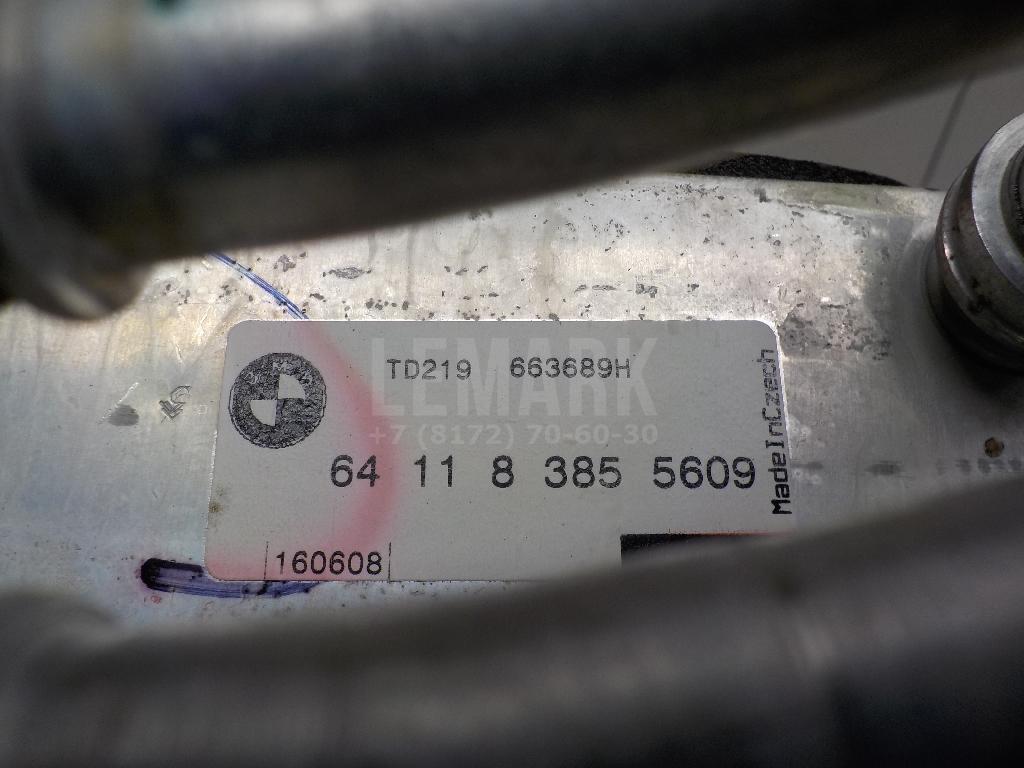 TD219 663689H
LEMARK
+7 (8172) 70-60-30
64 11 8 385 5609
MadeInCzech
160608